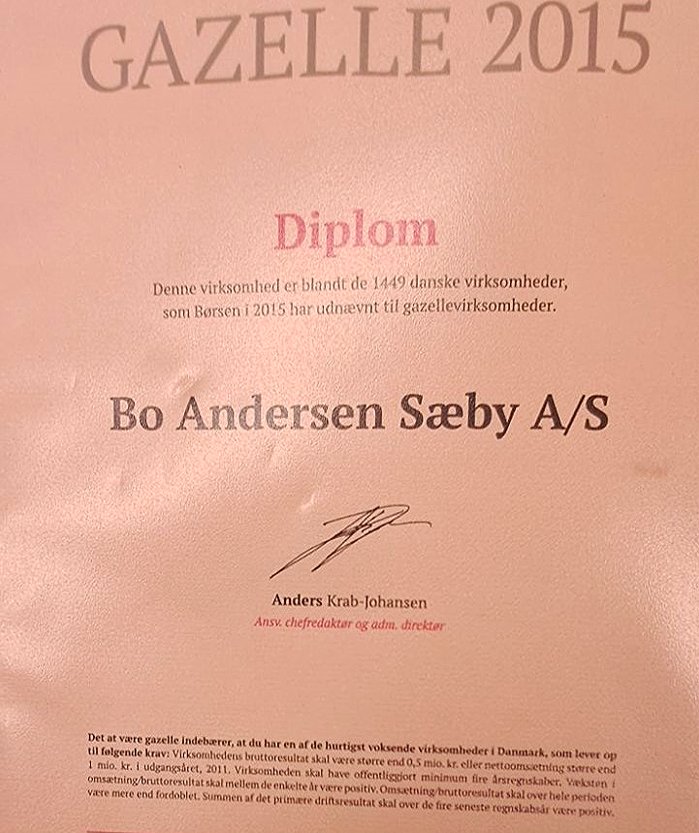 GAZELLE 2015
Diplom
Denne virksomhed er blandt de 1449 danske virksomheder,
som Børsen i 2015 har udnævnt til gazellevirksomheder.
Bo Andersen Sæby A/S
Anders Krab-Johansen
Ansv. chefredaktør og adm. direktør
Det at være gazelle indebærer, at du har en af de hurtigst voksende virksomheder i Danmark, som lever op
til følgende krav: Virksomhedens bruttoresultat skal være større end 0,5 mio. kr. eller nettoomsætning større end
1 mio. kr. i udgangsåret, 2011. Virksomheden skal have offentliggjort minimum fire årsregnskaber. Væksten i
omsætning/bruttoresultat skal mellem de enkelte år være positiv. Omsætning/bruttoresultat skal over hele perioden
være mere end fordoblet. Summen af det primære driftsresultat skal over de fire seneste regnskabsår være positiv.